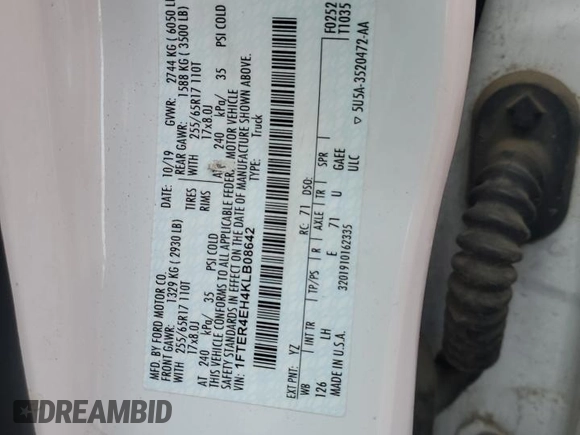 MFD. BY FORD MOTOR CO.
DATE: 10/19 GVWR: 2744 KG ( 6050 LB
FRONT GAWR: 1329 KG ( 2930 LB) REAR GAWR: 1588 KG ( 3500 LB)
WITH 255/65R17 110T TIRES WITH 255/65R17 110T
17x8.0J RIMS 17x8.0J
AT 240 kPa/ 35 PSI COLD AT 240 kPa/ 35 PSI COLD
THIS VEHICLE CONFORMS TO ALL APPLICABLE FEDERAL MOTOR VEHICLE
SAFETY STANDARDS IN EFFECT ON THE DATE OF MANUFACTURE SHOWN ABOVE.
VIN: 1FTER4EH4KLB08642
TYPE: Truck
F0252
T1035
EXT PNT: YZ RC: 71 DSO:
WB INT TR TP/PS R AXLE TR SPR
126 LH E 71 U GAEE
MADE IN U.S.A. 3201910162335 ULC
5U5A-3520472-AA
DREAMBID